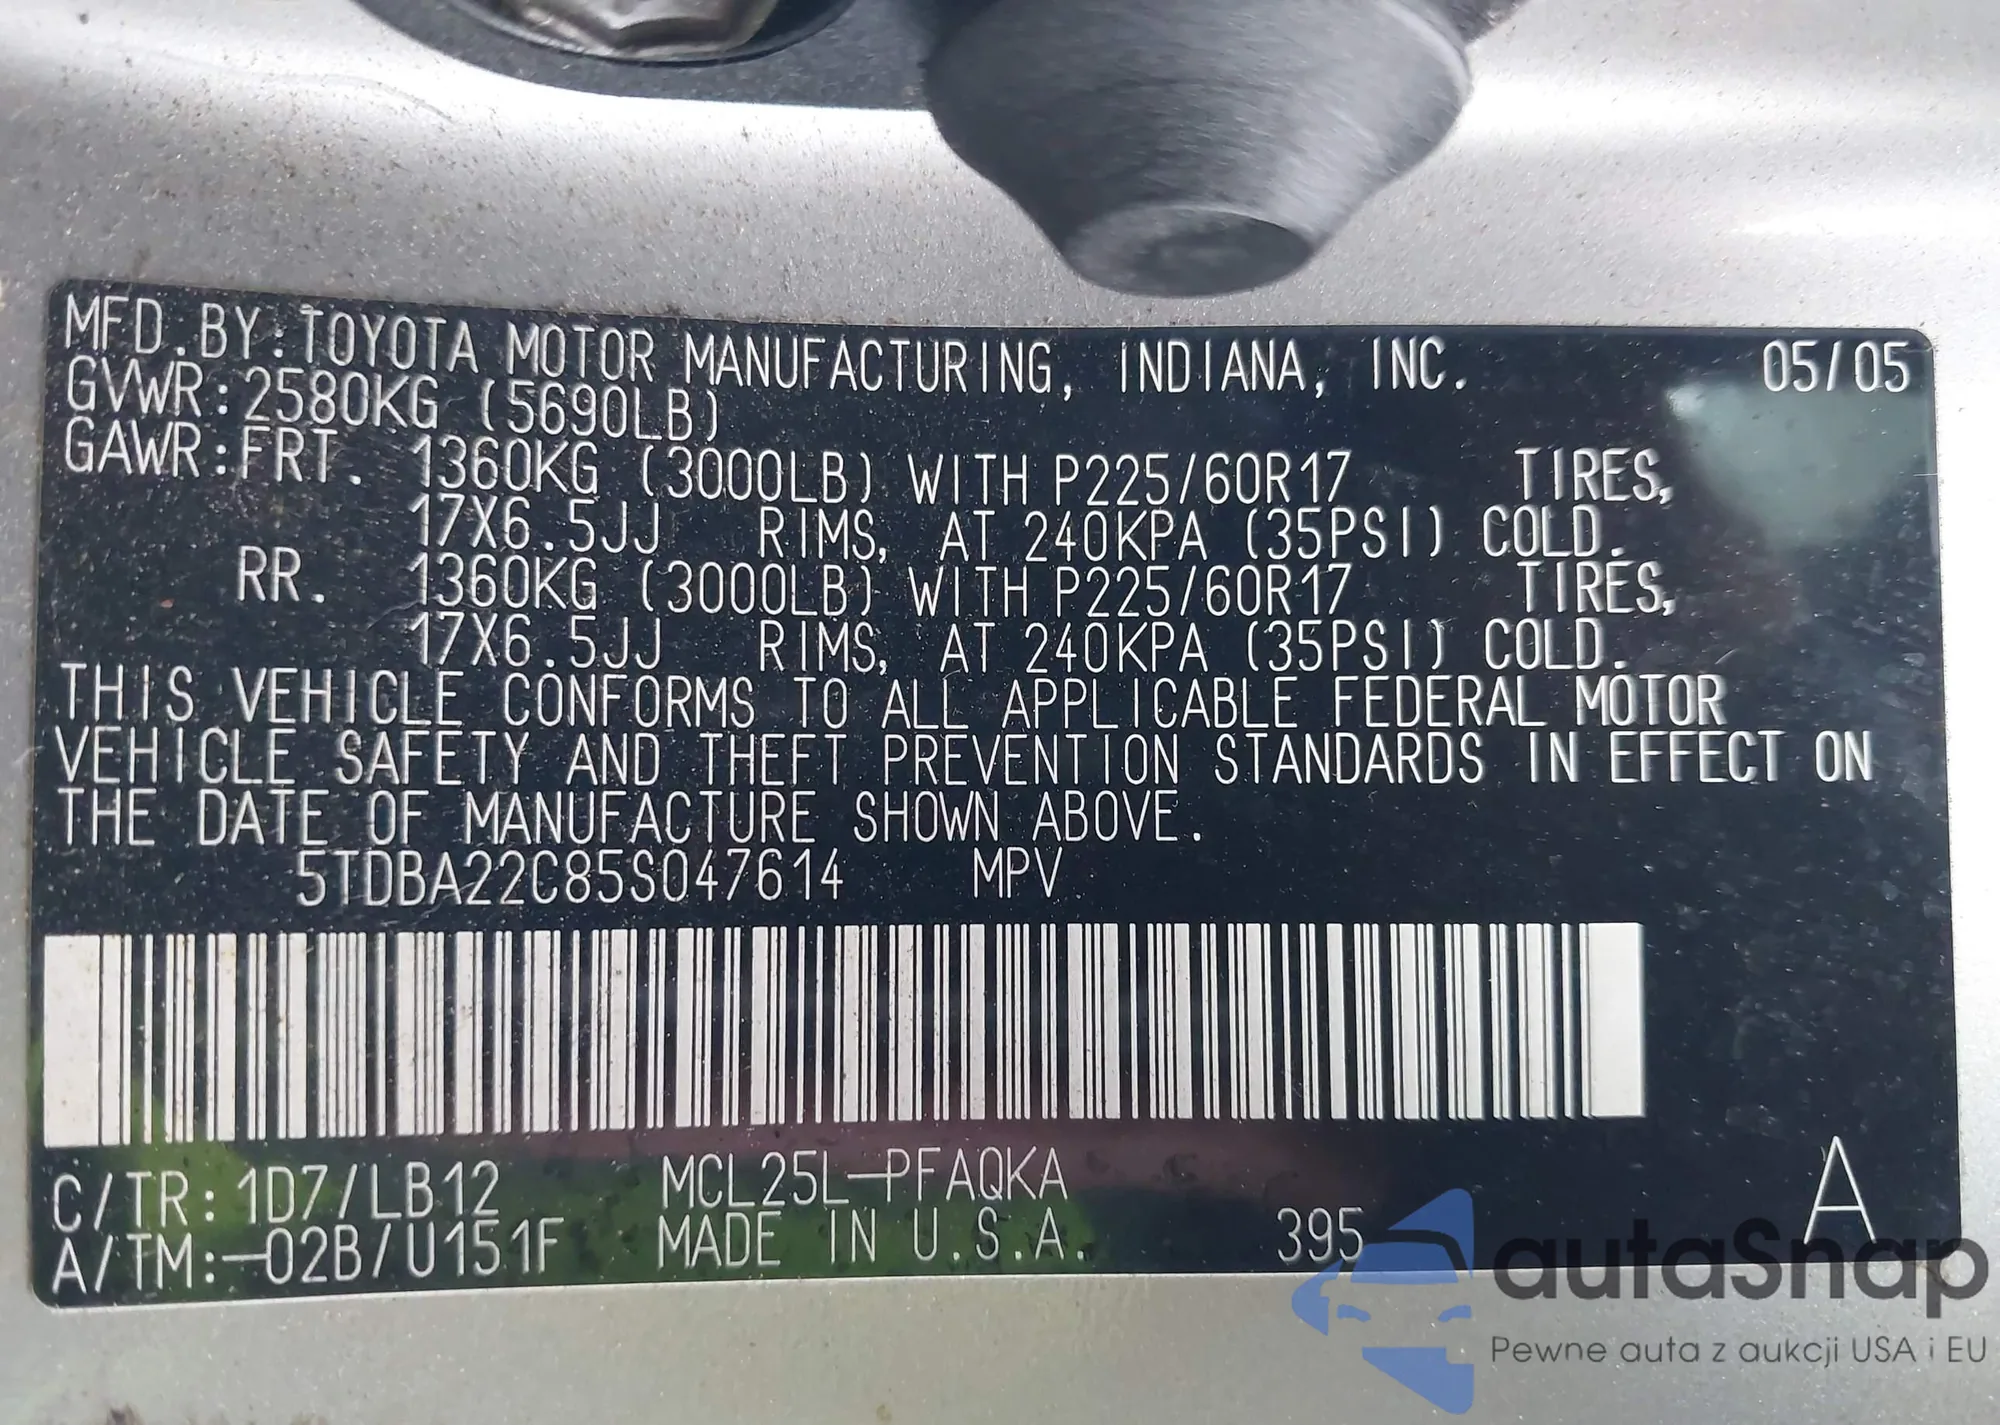 MFD. BY: TOYOTA MOTOR MANUFACTURING, INDIANA, INC. 05/05
GVWR: 2580KG (5690LB)
GAWR: FRT. 1360KG (3000LB) WITH P225/60R17 TIRES,
17X6.5JJ RIMS, AT 240KPA (35PSI) COLD.
RR. 1360KG (3000LB) WITH P225/60R17 TIRES,
17X6.5JJ RIMS, AT 240KPA (35PSI) COLD.
THIS VEHICLE CONFORMS TO ALL APPLICABLE FEDERAL MOTOR
VEHICLE SAFETY AND THEFT PREVENTION STANDARDS IN EFFECT ON
THE DATE OF MANUFACTURE SHOWN ABOVE.
5TDBA22C85S047614 MPV
C/TR: 1D7/LB12 MCL25L-PFAQKA A
A/TM:-02B/U151F MADE IN U.S.A. 395
autaSnap
Pewne auta z aukcji USA i EU